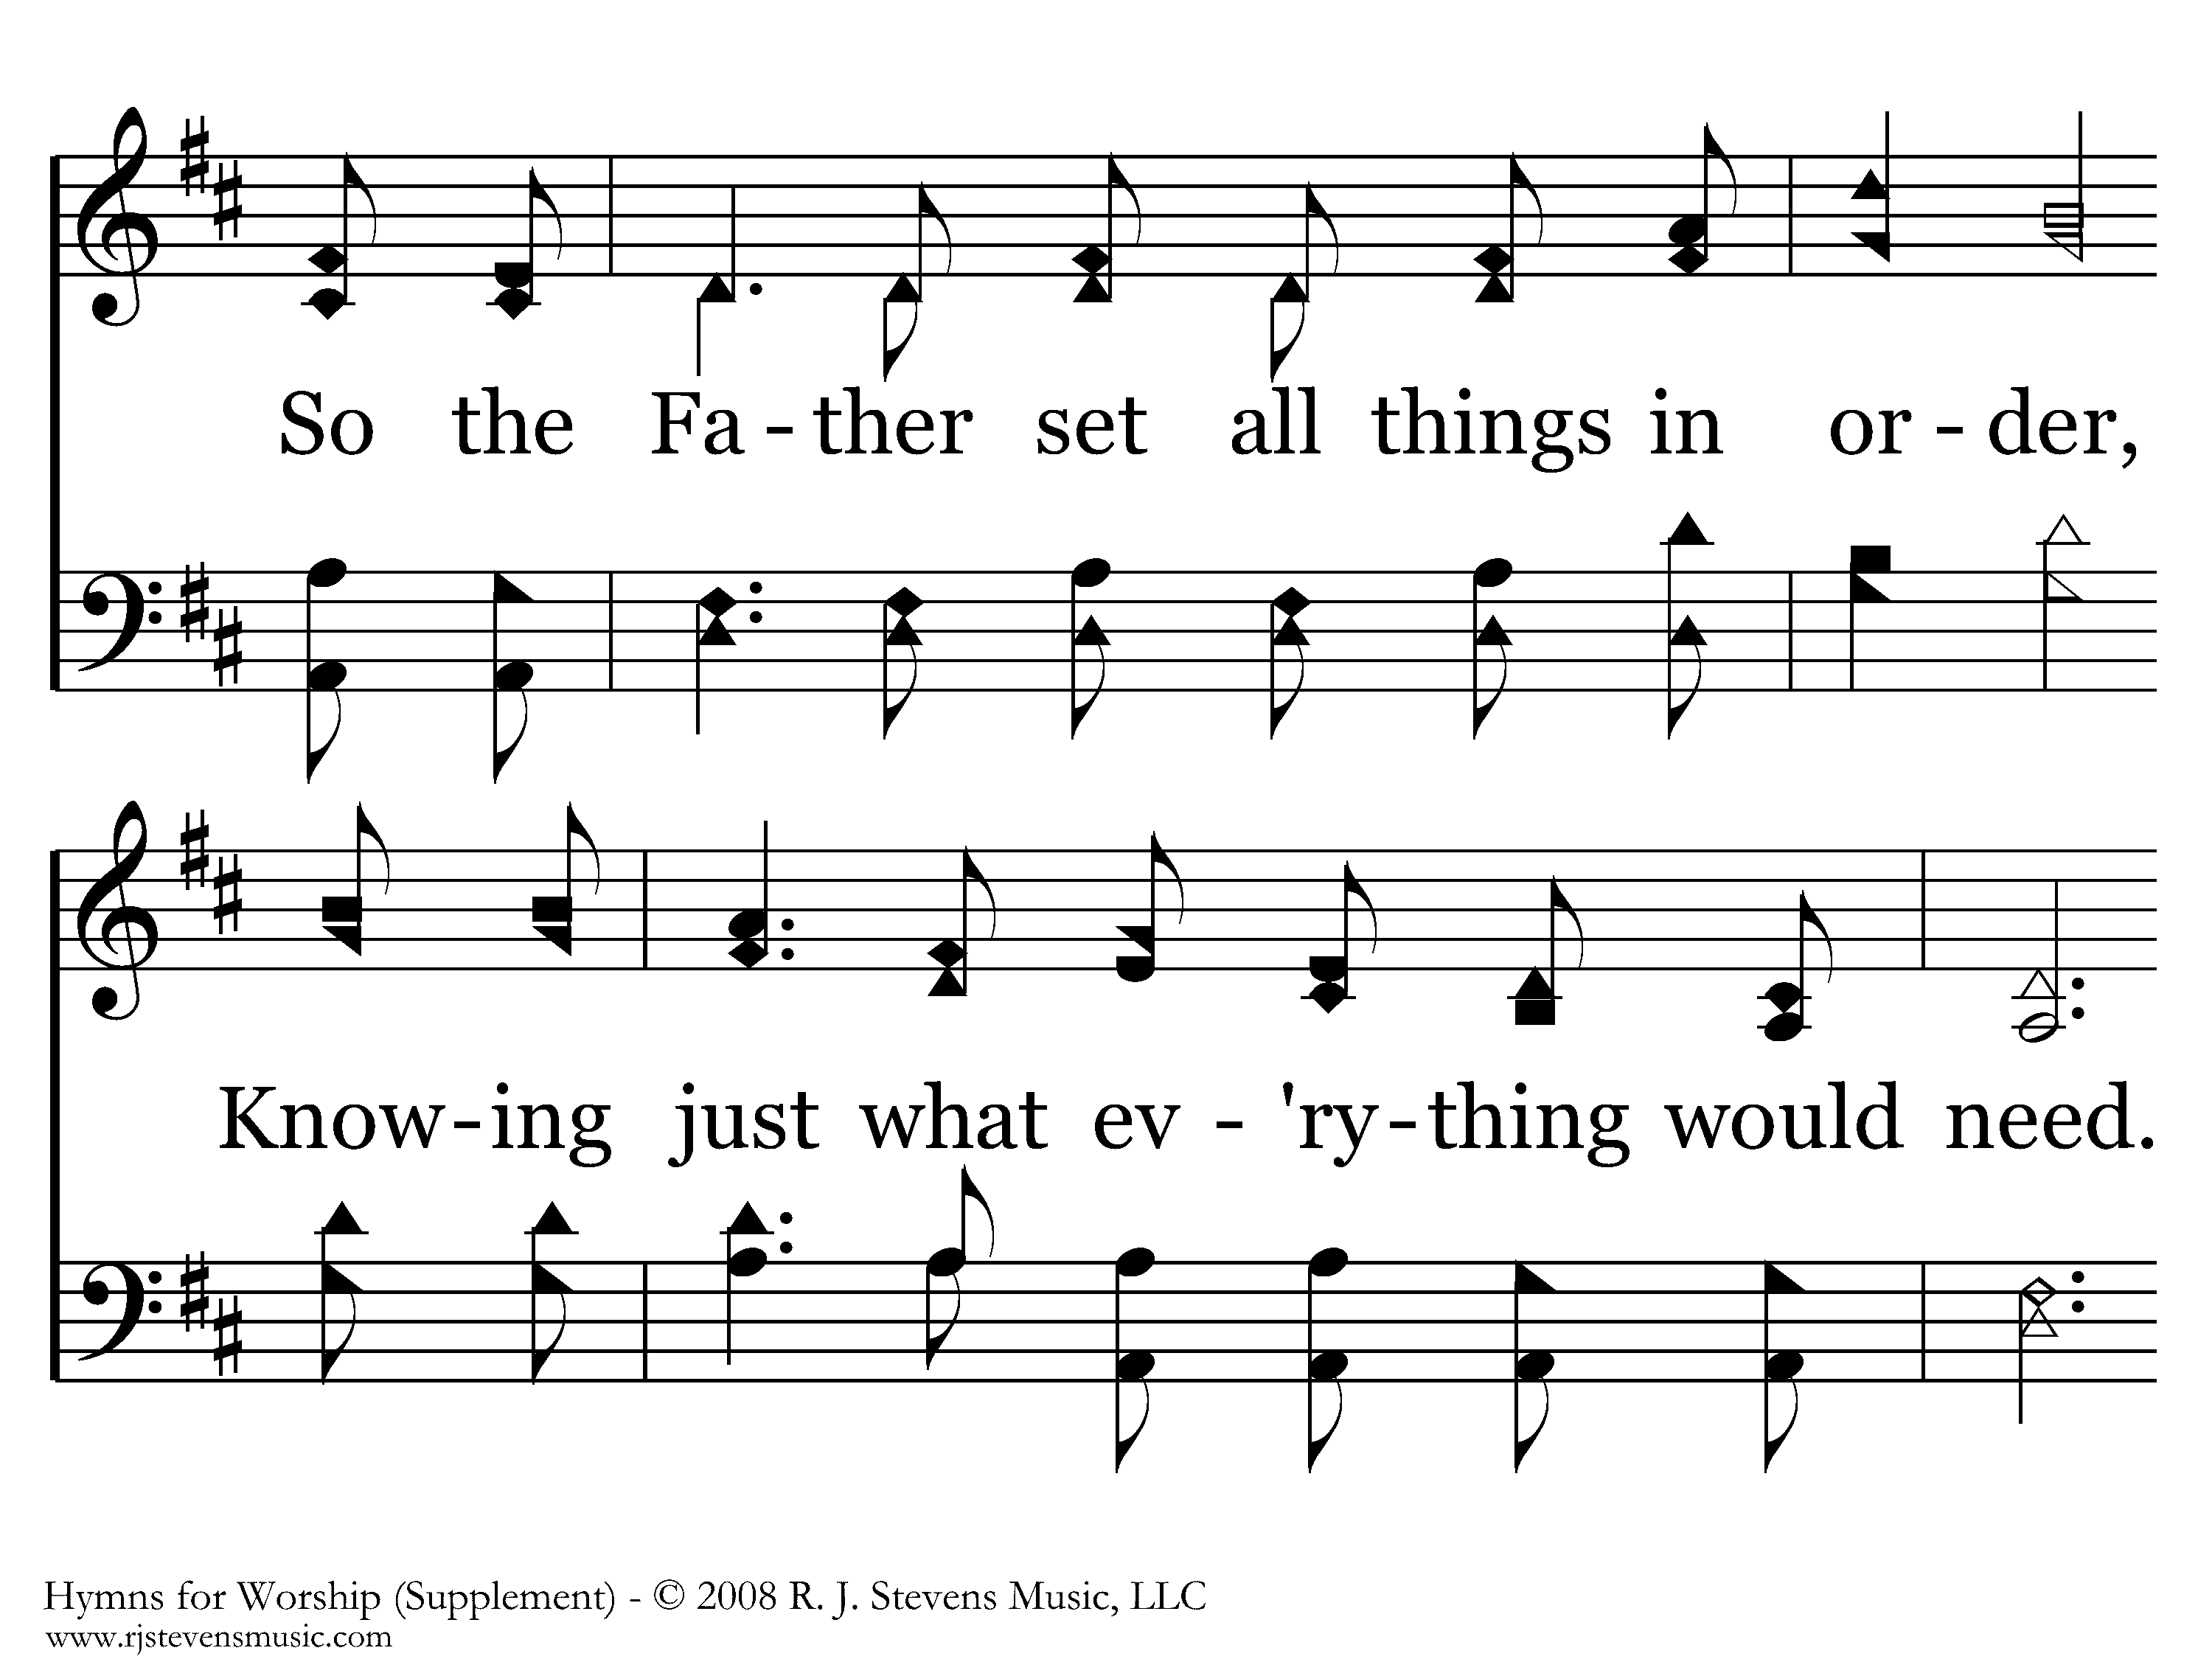 So the Fa - ther set all things in or - der,
Know - ing just what ev - 'ry - thing would need.
Hymns for Worship (Supplement) - © 2008 R. J. Stevens Music, LLC
www.rjstevensmusic.com